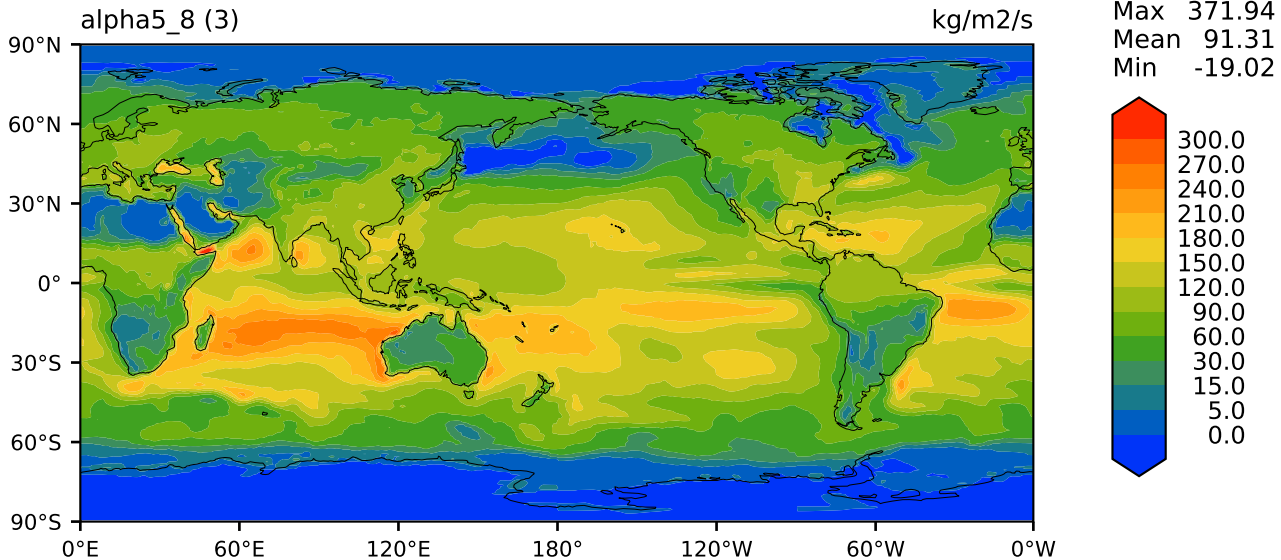 alpha5_8 (3)
kg/m2/s
Max 371.94
Mean 91.31
Min -19.02
90°N
60°N
30°N
0°
30°S
60°S
90°S
0°E
60°E
120°E
180°
120°W
60°W
0°W
300.0
270.0
240.0
210.0
180.0
150.0
120.0
90.0
60.0
30.0
15.0
5.0
0.0